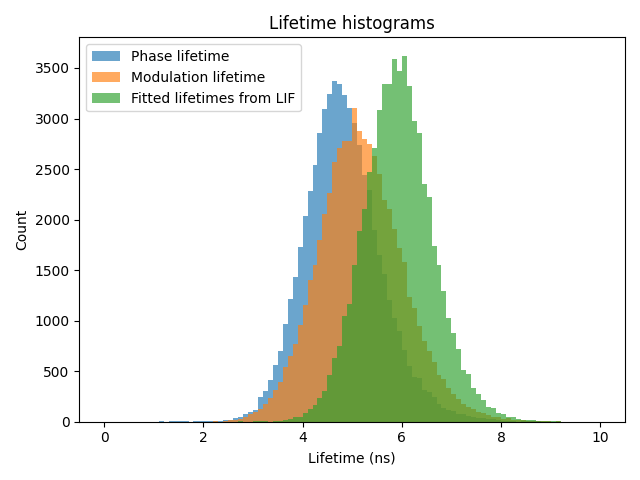 Lifetime histograms
Phase lifetime
Modulation lifetime
Fitted lifetimes from LIF
Count
3500
3000
2500
2000
1500
1000
500
0
0 2 4 6 8 10
Lifetime (ns)